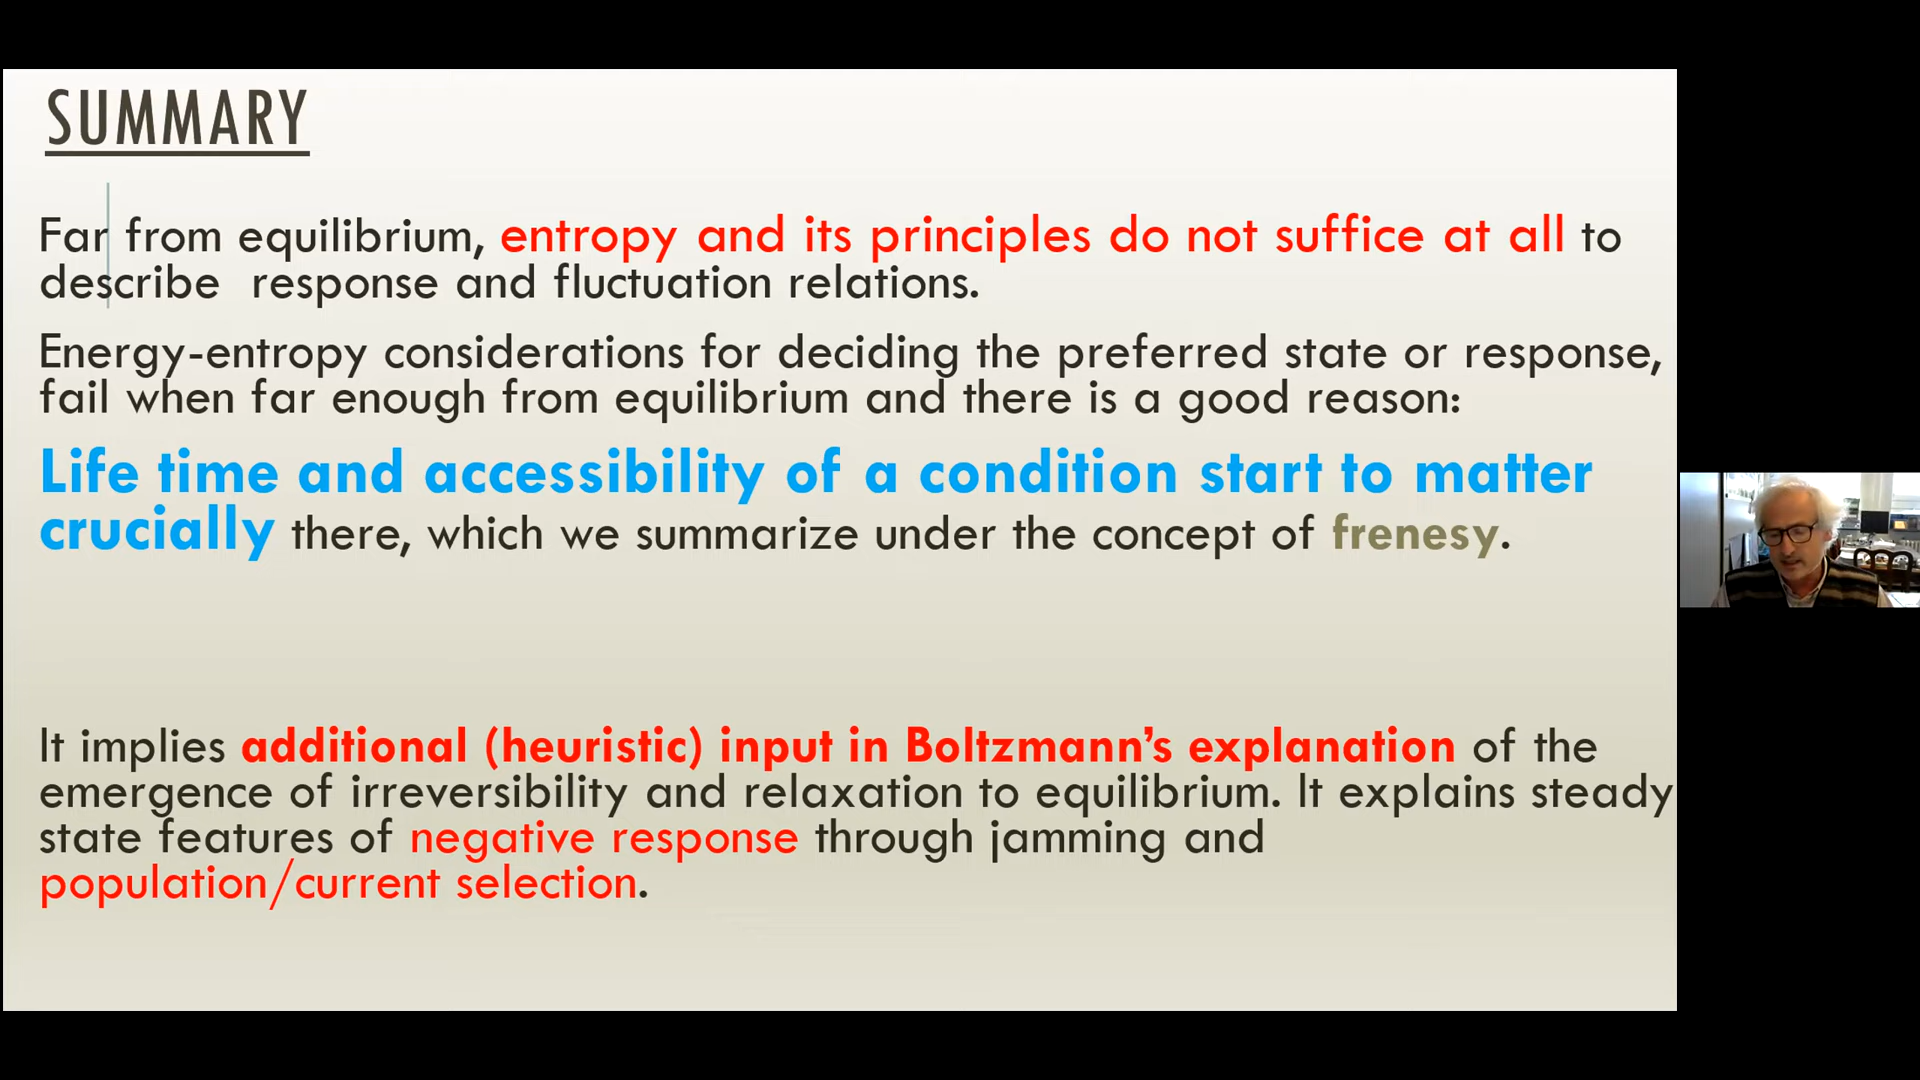 SUMMARY
Far from equilibrium, entropy and its principles do not suffice at all to
describe response and fluctuation relations.
Energy-entropy considerations for deciding the preferred state or response,
fail when far enough from equilibrium and there is a good reason:
Life time and accessibility of a condition start to matter
crucially there, which we summarize under the concept of frenesy.
It implies additional (heuristic) input in Boltzmann's explanation of the
emergence of irreversibility and relaxation to equilibrium. It explains steady
state features of negative response through jamming and
population/current selection.